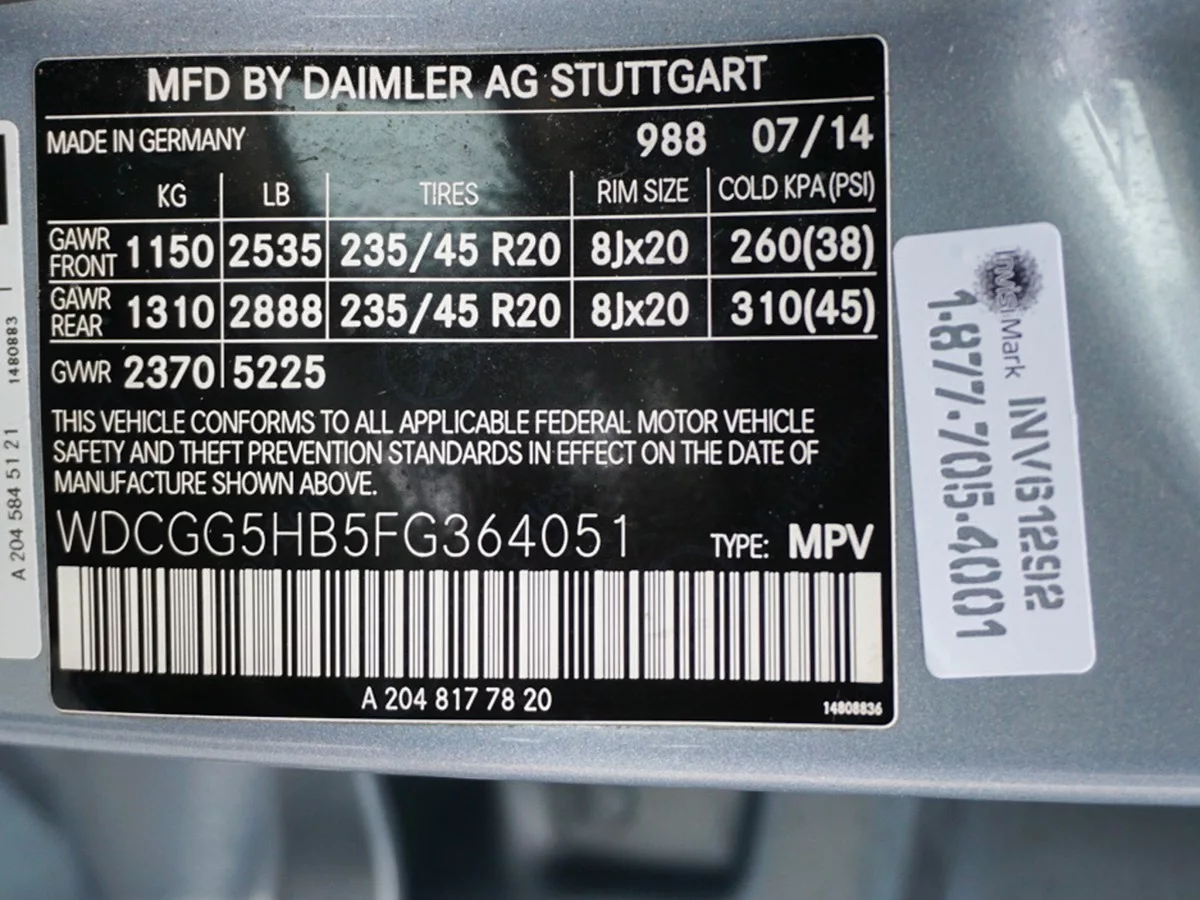 MFD BY DAIMLER AG STUTTGART
MADE IN GERMANY 988 07/14
KG LB TIRES RIM SIZE COLD KPA (PSI)
GAWR FRONT 1150 2535 235/45 R20 8Jx20 260(38)
GAWR REAR 1310 2888 235/45 R20 8Jx20 310(45)
GVWR 2370 5225
THIS VEHICLE CONFORMS TO ALL APPLICABLE FEDERAL MOTOR VEHICLE
SAFETY AND THEFT PREVENTION STANDARDS IN EFFECT ON THE DATE OF
MANUFACTURE SHOWN ABOVE.
WDCGG5HB5FG364051 TYPE: MPV
A 204 817 78 20
14808836
A 204 584 51 21 1480883
Mark INV61292
1·877·705·4001